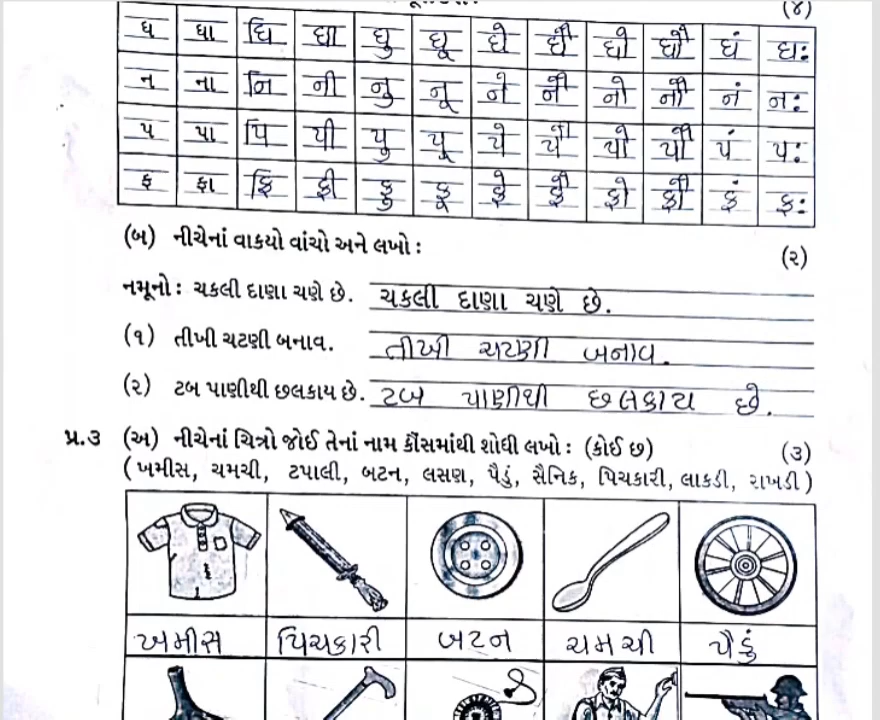 (૪)
ધ ધા ધિ ધી ધુ ધૂ ધે ધૈ ધો ધૌ ધં ધઃ
ન ના નિ ની નુ નૂ ને નૈ નો નૌ નં નઃ
પ પા પિ પી પુ પૂ પે પૈ પો પૌ પં પઃ
ફ ફા ફિ ફી ફુ ફૂ ફે ફૈ ફો ફૌ ફં ફઃ
(બ) નીચેનાં વાકયો વાંચો અને લખો : (૨)
નમૂનો : ચકલી દાણા ચણે છે. ચકલી દાણા ચણે છે.
(૧) તીખી ચટણી બનાવ. તીખી ચટણી બનાવ.
(૨) ટબ પાણીથી છલકાય છે. ટબ પાણીથી છલકાય છે.
પ્ર.૩ (અ) નીચેનાં ચિત્રો જોઈ તેનાં નામ કૌંસમાંથી શોધી લખો : (કોઈ છ) (૩)
( ખમીસ, ચમચી, ટપાલી, બટન, લસણ, પૈડું, સૈનિક, પિચકારી, લાકડી, રાખડી )
ખમીસ પિચકારી બટન ચમચી પૈડું